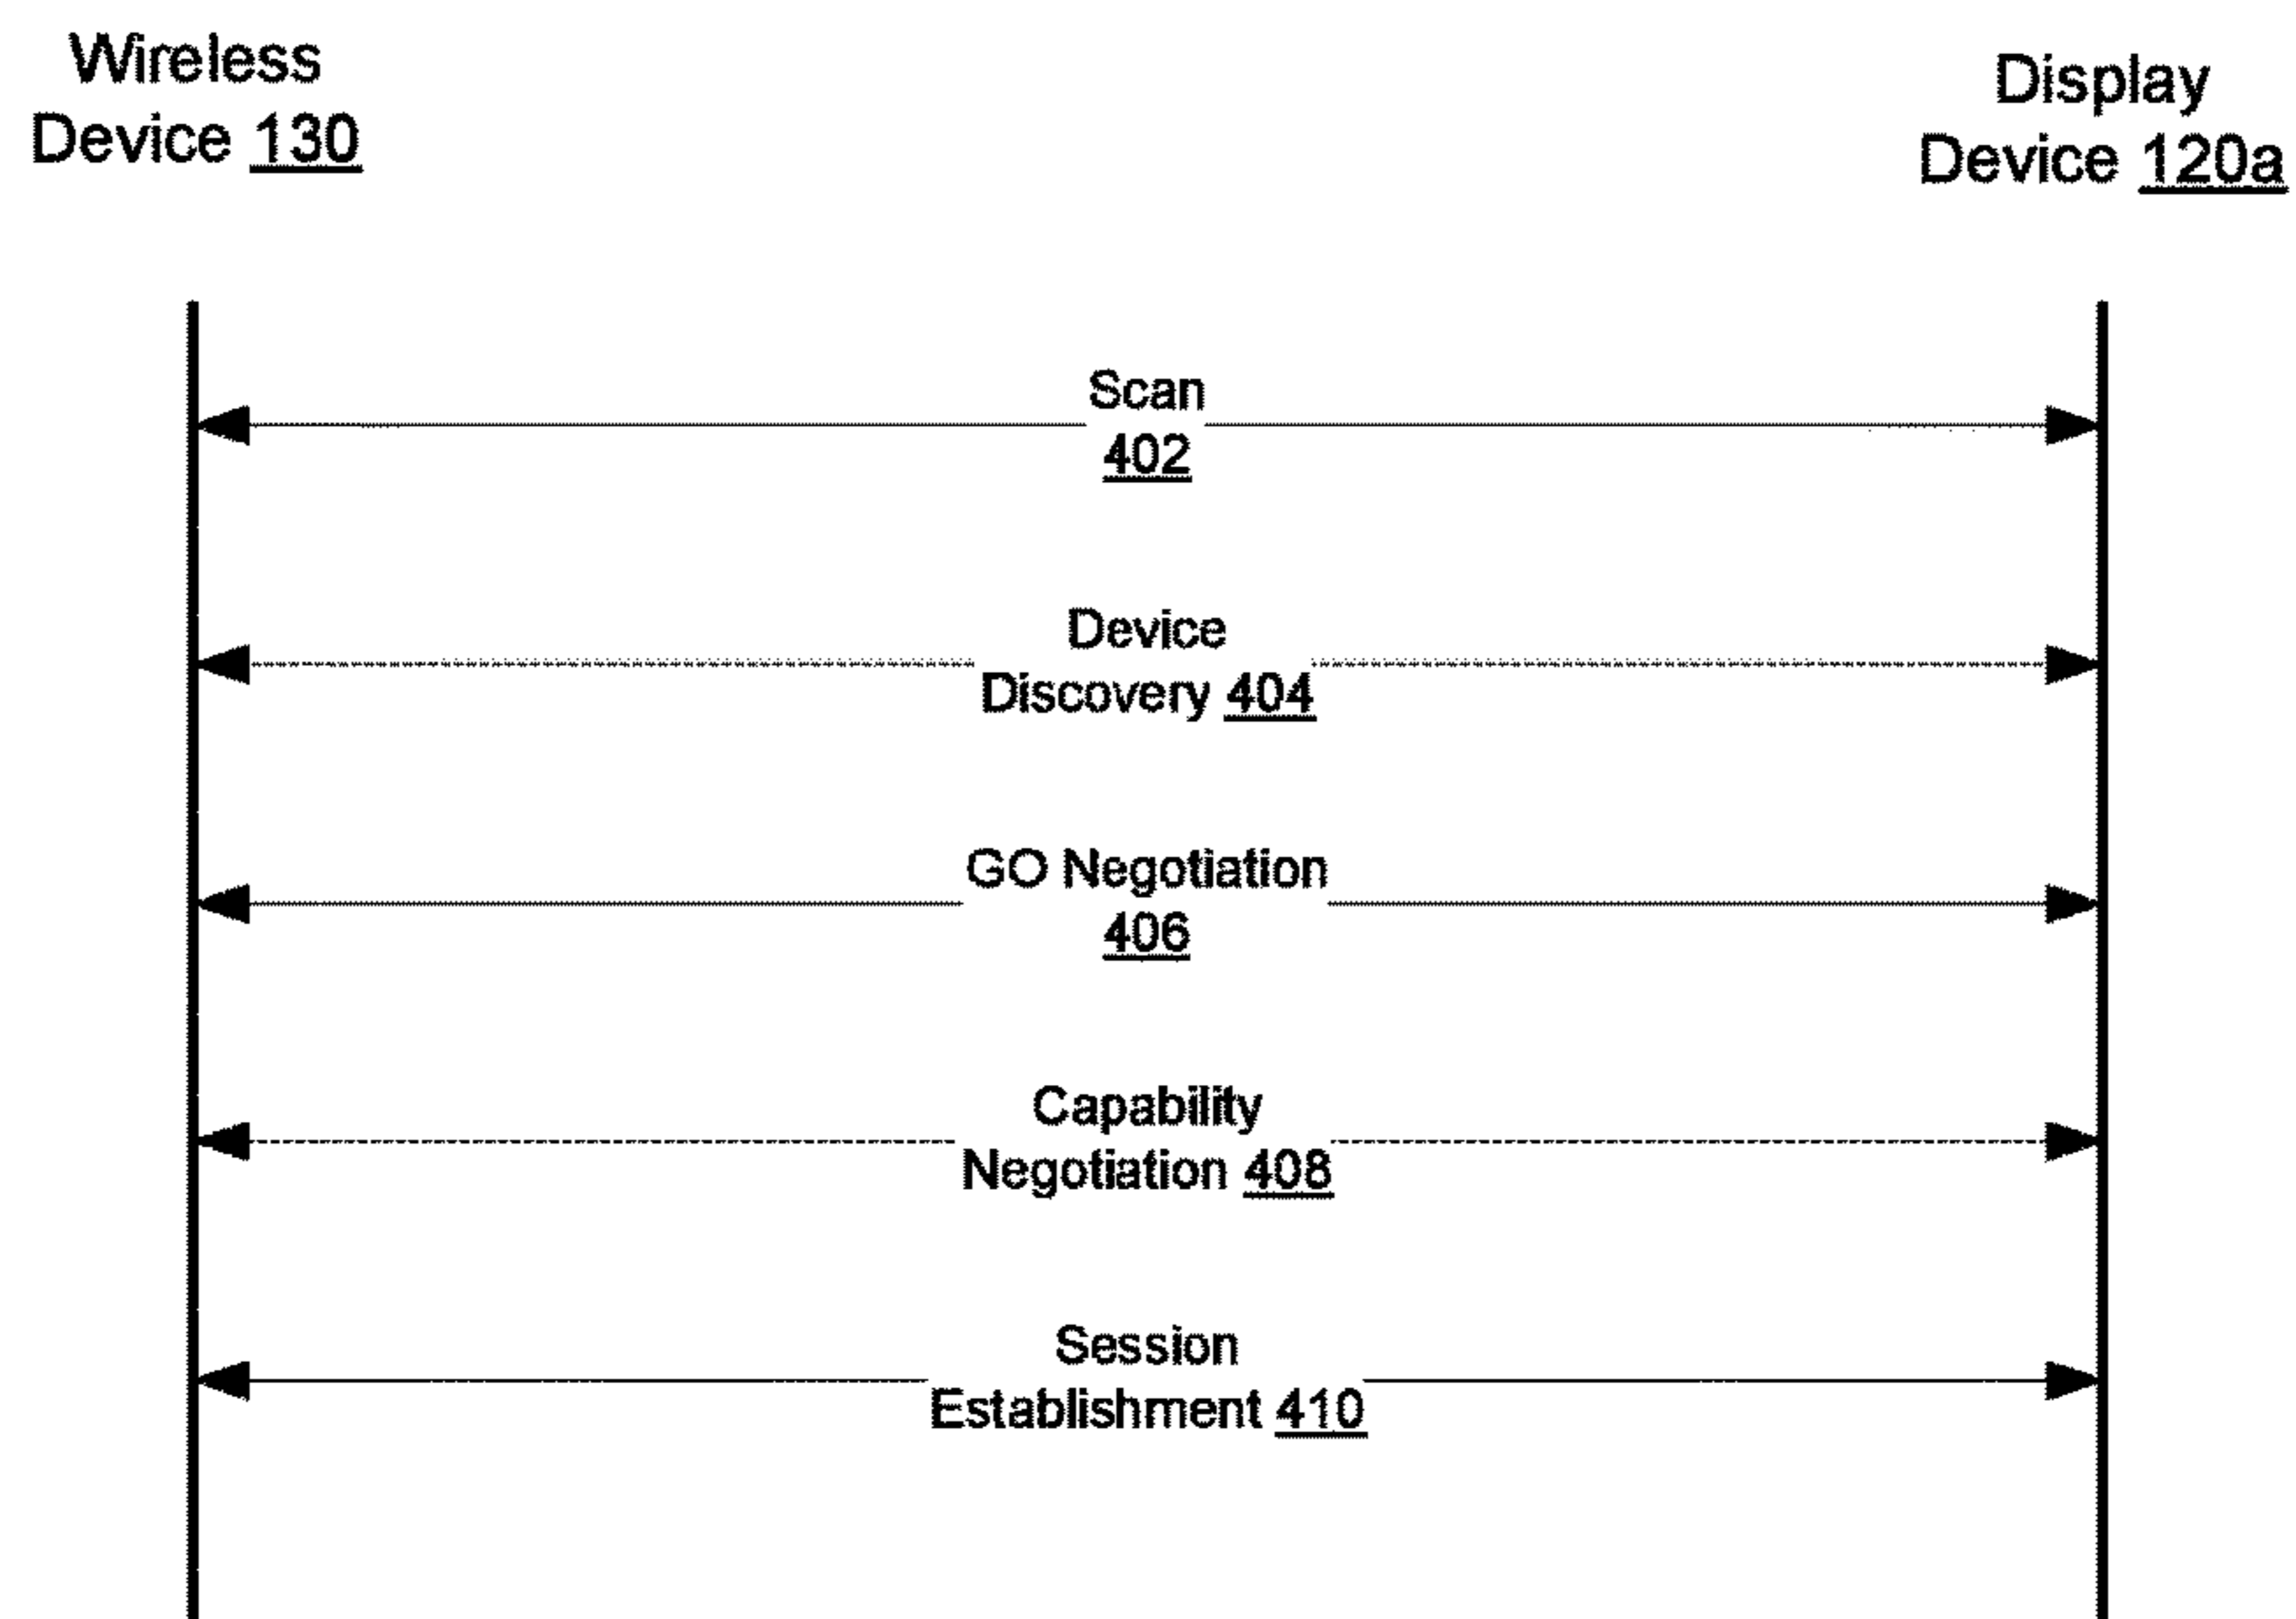 Wireless
Device 130
Display
Device 120a
Scan
402
Device
Discovery 404
GO Negotiation
406
Capability
Negotiation 408
Session
Establishment 410